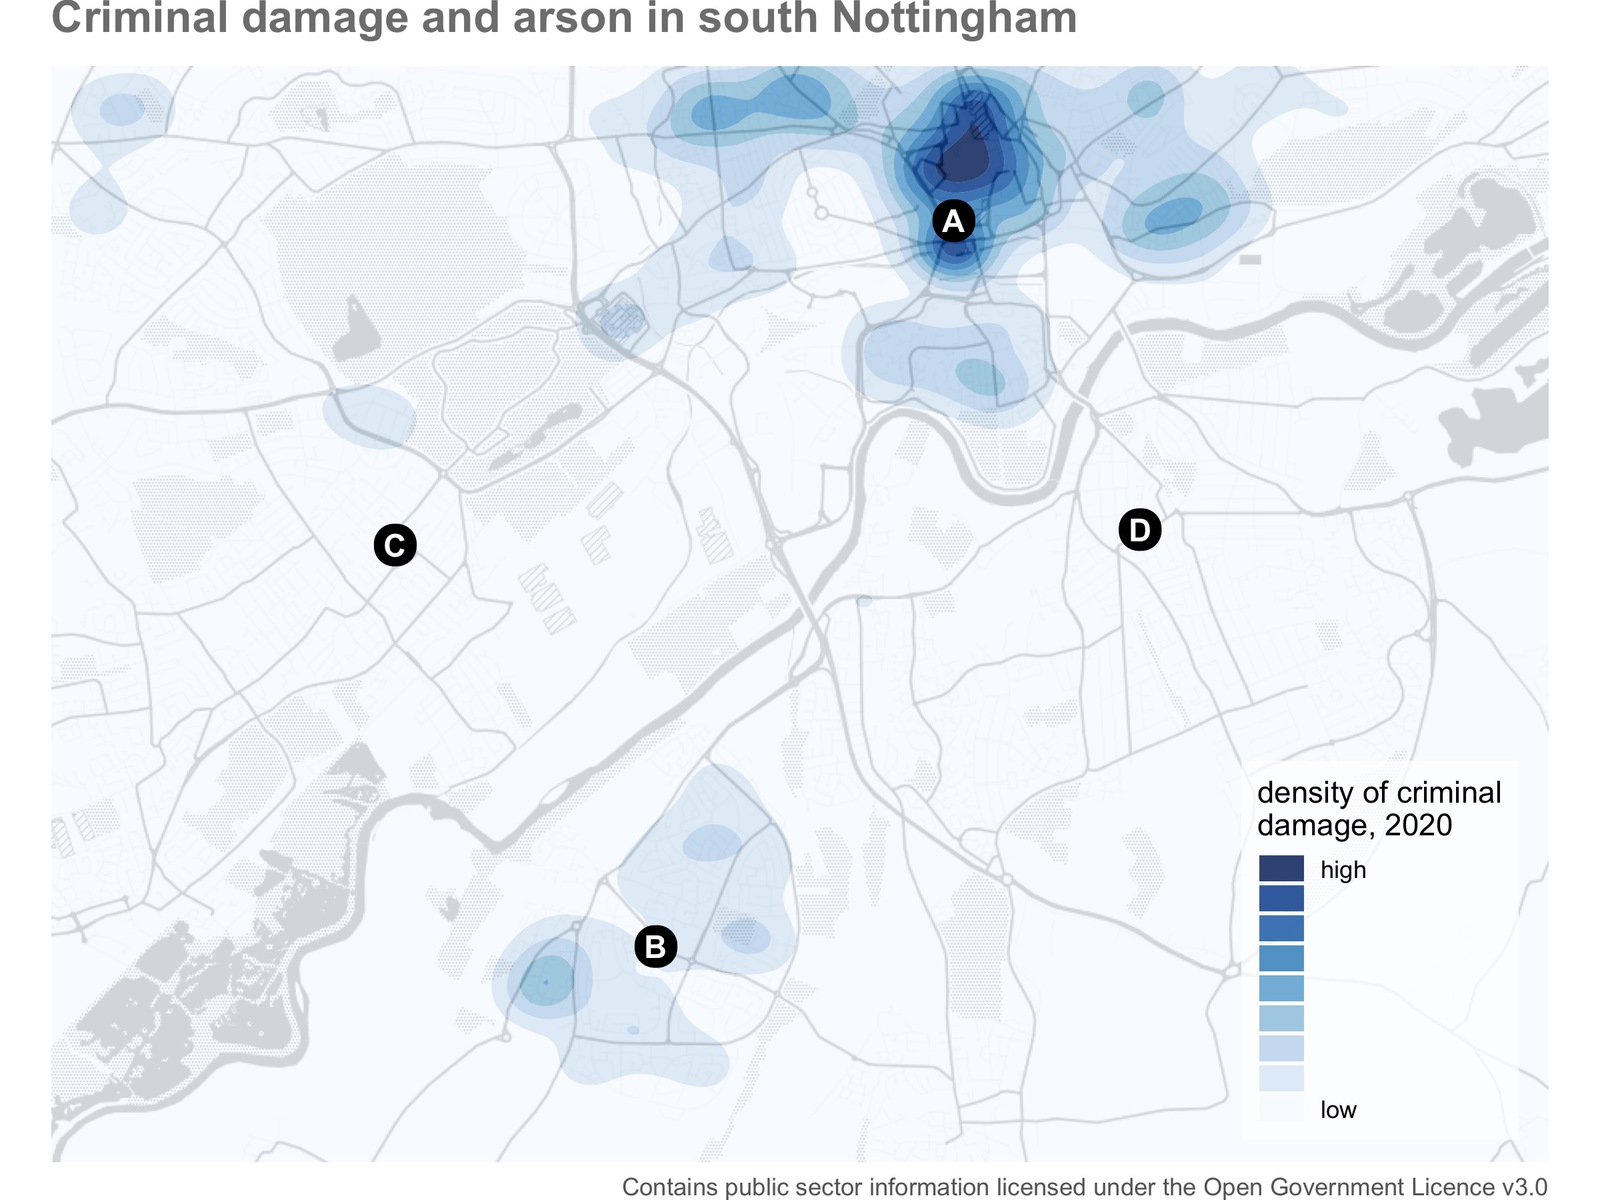 Criminal damage and arson in south Nottingham
A
C
D
B
density of criminal
damage, 2020
high
low
Contains public sector information licensed under the Open Government Licence v3.0